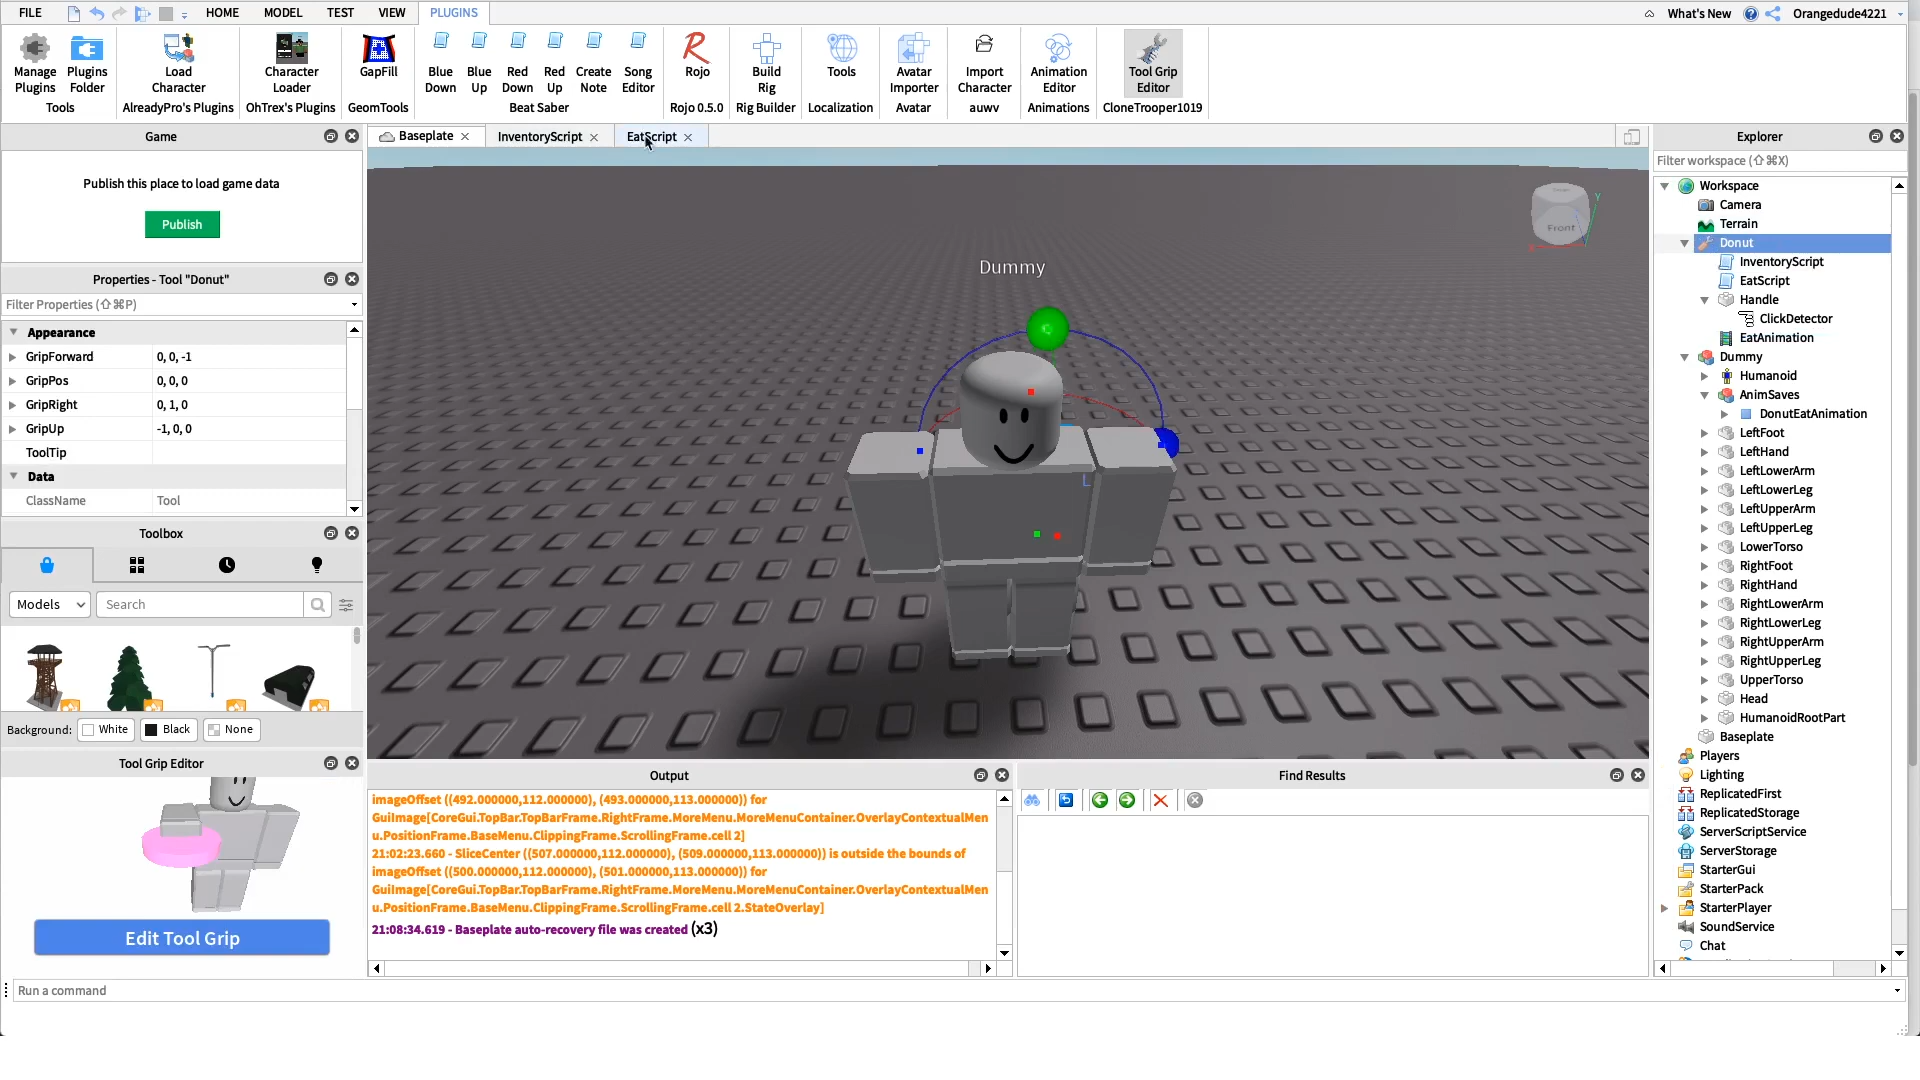 FILE HOME MODEL TEST VIEW PLUGINS What's New Orangedude4221
Manage Plugins
Plugins Folder
Tools
Load Character
AlreadyPro's Plugins
Character Loader
OhTrex's Plugins
GapFill
GeomTools
Blue Down
Blue Up
Red Down
Red Up
Create Note
Song Editor
Beat Saber
Rojo
Rojo 0.5.0
Build Rig
Rig Builder
Tools
Localization
Avatar Importer
Avatar
Import Character
auwv
Animation Editor
Animations
Tool Grip Editor
CloneTrooper1019
Game
Publish this place to load game data
Publish
Properties - Tool "Donut"
Filter Properties (⇧⌘P)
Appearance
GripForward 0, 0, -1
GripPos 0, 0, 0
GripRight 0, 1, 0
GripUp -1, 0, 0
ToolTip
Data
ClassName Tool
Toolbox
Models Search
Background: White Black None
Tool Grip Editor
Edit Tool Grip
Baseplate InventoryScript EatScript
Dummy
Front
Y
L
Output
imageOffset ((492.000000,112.000000), (493.000000,113.000000)) for
GuiImage[CoreGui.TopBar.TopBarFrame.RightFrame.MoreMenu.MoreMenuContainer.OverlayContextualMen
u.PositionFrame.BaseMenu.ClippingFrame.ScrollingFrame.cell 2]
21:02:23.660 - SliceCenter ((507.000000,112.000000), (509.000000,113.000000)) is outside the bounds of
imageOffset ((500.000000,112.000000), (501.000000,113.000000)) for
GuiImage[CoreGui.TopBar.TopBarFrame.RightFrame.MoreMenu.MoreMenuContainer.OverlayContextualMen
u.PositionFrame.BaseMenu.ClippingFrame.ScrollingFrame.cell 2.StateOverlay]
21:08:34.619 - Baseplate auto-recovery file was created (x3)
Find Results
Explorer
Filter workspace (⇧⌘X)
Workspace
Camera
Terrain
Donut
InventoryScript
EatScript
Handle
ClickDetector
EatAnimation
Dummy
Humanoid
AnimSaves
DonutEatAnimation
LeftFoot
LeftHand
LeftLowerArm
LeftLowerLeg
LeftUpperArm
LeftUpperLeg
LowerTorso
RightFoot
RightHand
RightLowerArm
RightLowerLeg
RightUpperArm
RightUpperLeg
UpperTorso
Head
HumanoidRootPart
Baseplate
Players
Lighting
ReplicatedFirst
ReplicatedStorage
ServerScriptService
ServerStorage
StarterGui
StarterPack
StarterPlayer
SoundService
Chat
Run a command